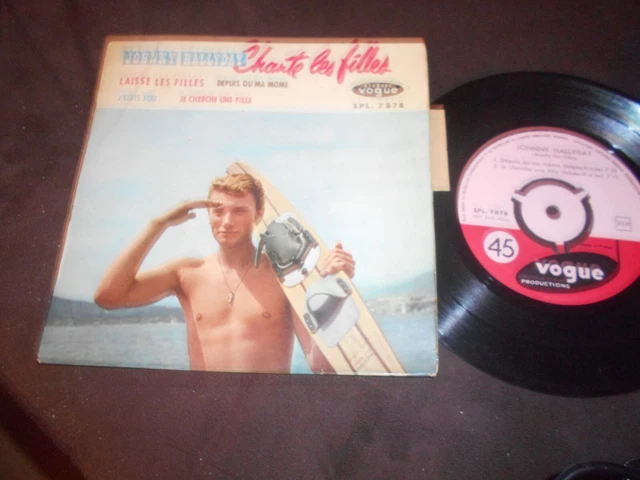 JOHNNY HALLYDAY
Chante les filles
LAISSE LES FILLES DEPUIS QU'MA MOME
J'ETAIS FOU JE CHERCHE UNE FILLE
vogue
EPL. 7878
JOHNNY HALLYDAY
EPL. 7878
45
vogue
PRODUCTIONS